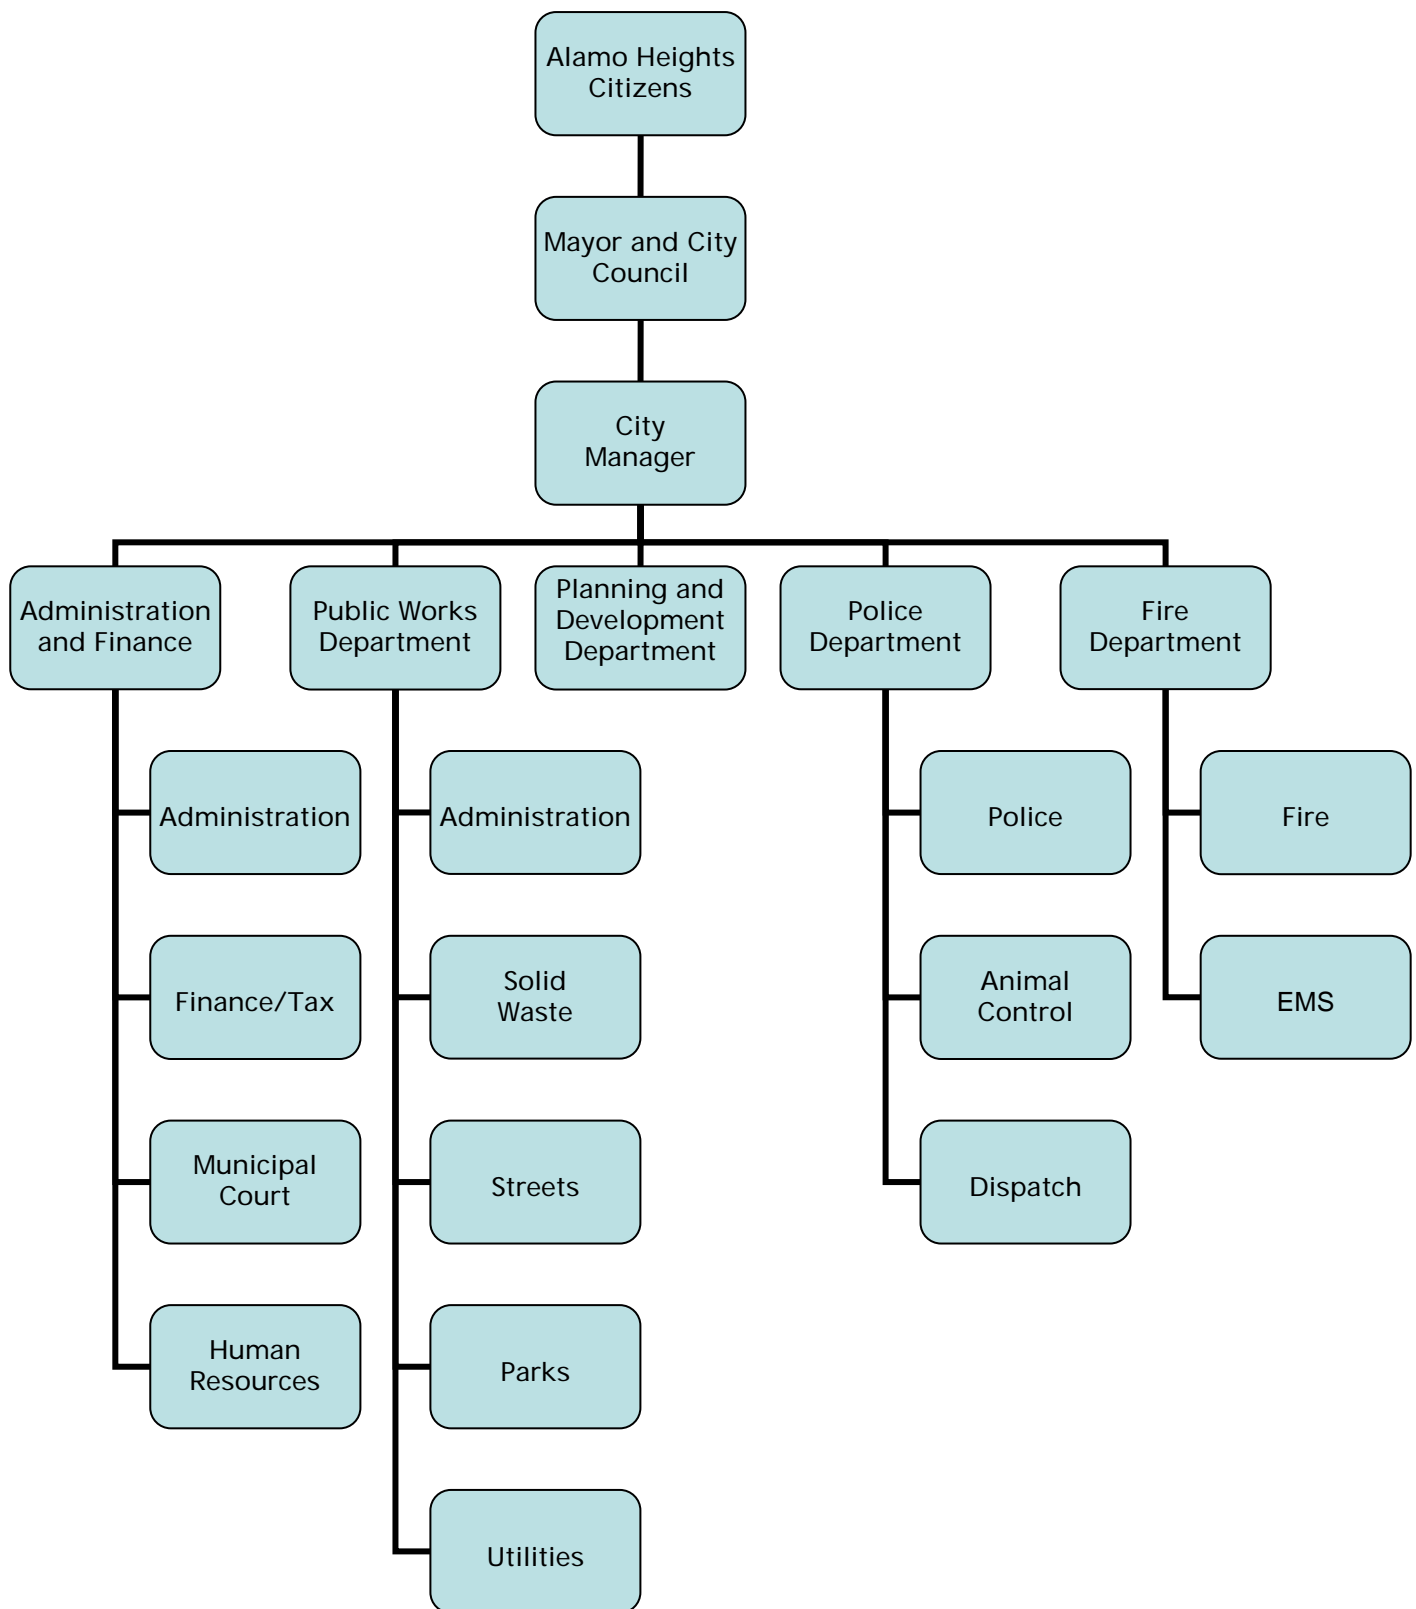 Alamo Heights
Citizens
Mayor and City
Council
City
Manager
Administration
and Finance
Public Works
Department
Planning and
Development
Department
Police
Department
Fire
Department
Administration
Administration
Police
Fire
Finance/Tax
Solid
Waste
Animal
Control
EMS
Municipal
Court
Streets
Dispatch
Human
Resources
Parks
Utilities